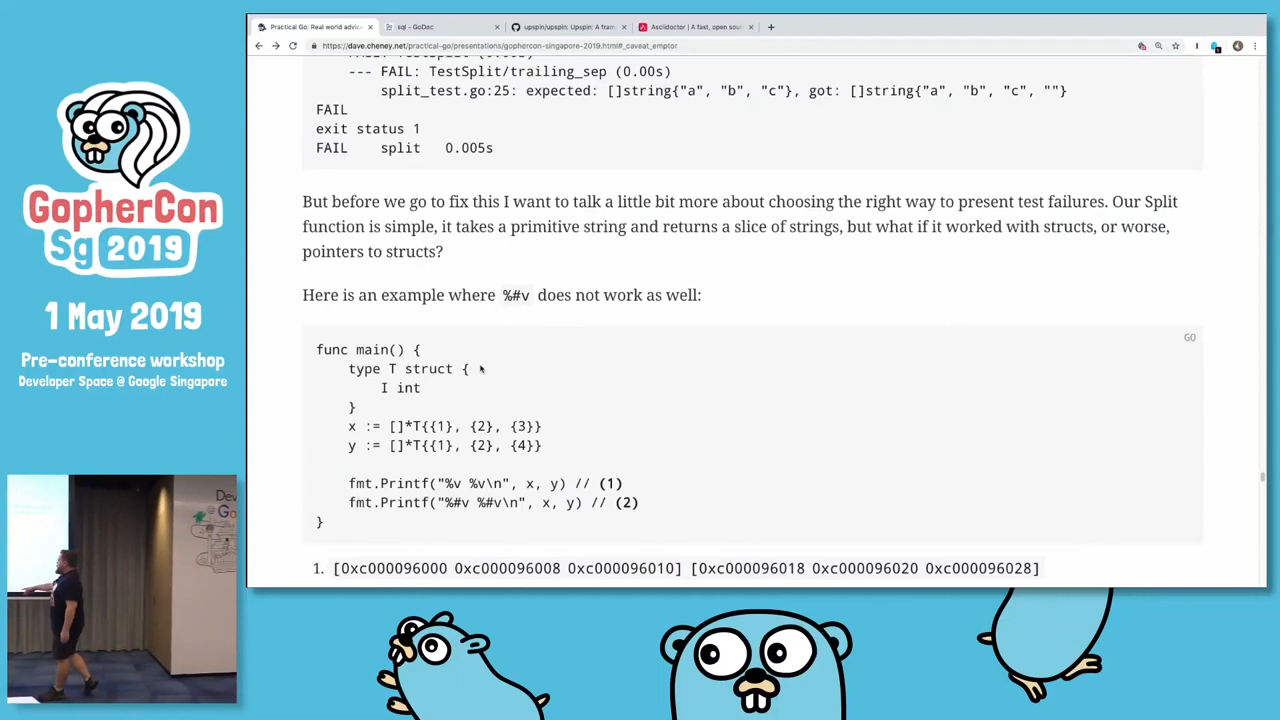 Practical Go: Real world advic
sql - GoDoc
upspin/upspin: Upspin: A fram
Asciidoctor | A fast, open sour
https://dave.cheney.net/practical-go/presentations/gophercon-singapore-2019.html#_caveat_emptor
--- FAIL: TestSplit/trailing_sep (0.00s)
split_test.go:25: expected: []string{"a", "b", "c"}, got: []string{"a", "b", "c", ""}
FAIL
exit status 1
FAIL split 0.005s
But before we go to fix this I want to talk a little bit more about choosing the right way to present test failures. Our Split
function is simple, it takes a primitive string and returns a slice of strings, but what if it worked with structs, or worse,
pointers to structs?
Here is an example where %#v does not work as well:
GO
func main() {
type T struct {
I int
}
x := []*T{{1}, {2}, {3}}
y := []*T{{1}, {2}, {4}}
fmt.Printf("%v %v\n", x, y) // (1)
fmt.Printf("%#v %#v\n", x, y) // (2)
}
1. [0xc000096000 0xc000096008 0xc000096010] [0xc000096018 0xc000096020 0xc000096028]
GopherCon
Sg 2019
1 May 2019
Pre-conference workshop
Developer Space @ Google Singapore